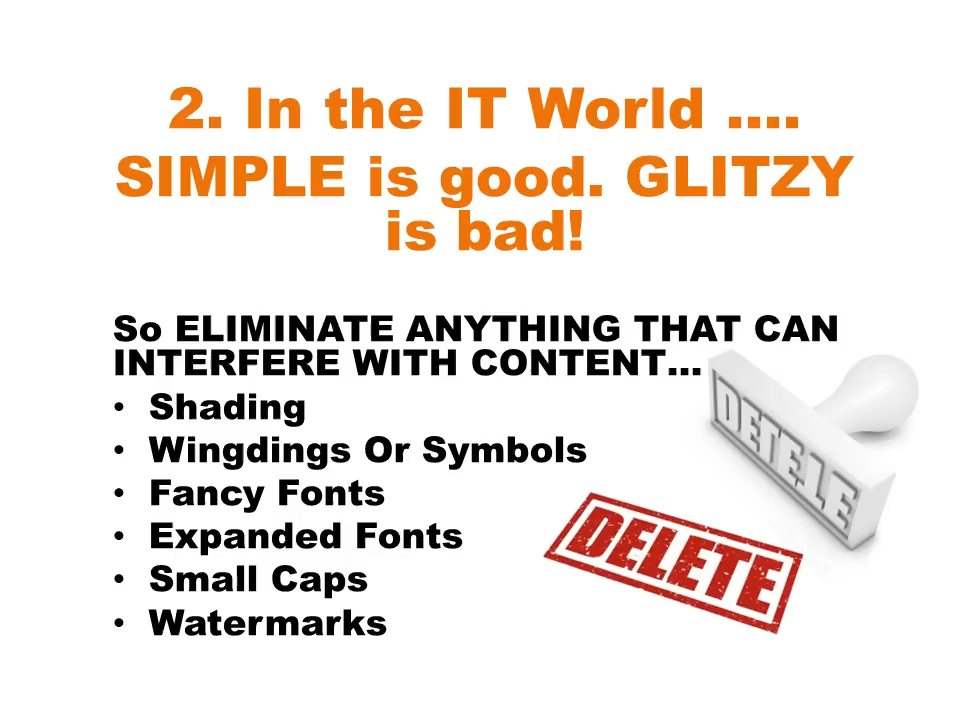 2. In the IT World ....
SIMPLE is good. GLITZY
is bad!
So ELIMINATE ANYTHING THAT CAN
INTERFERE WITH CONTENT...
• Shading
• Wingdings Or Symbols
• Fancy Fonts
• Expanded Fonts
• Small Caps
• Watermarks
DELETE
DELETE